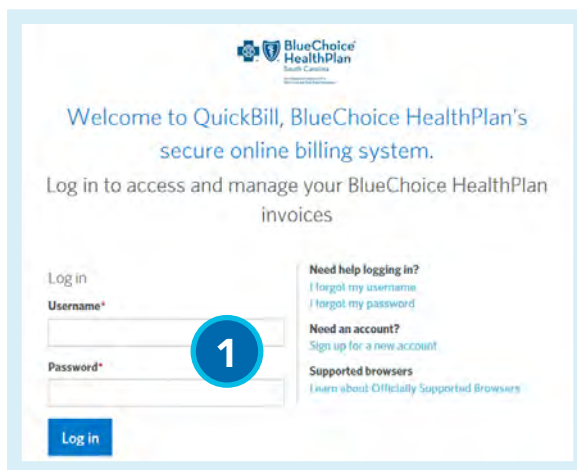 BlueChoice®
HealthPlan
South Carolina
Welcome to QuickBill, BlueChoice HealthPlan's
secure online billing system.
Log in to access and manage your BlueChoice HealthPlan
invoices
Log in
Username*
Password*
Log in
1
Need help logging in?
I forgot my username
I forgot my password
Need an account?
Sign up for a new account
Supported browsers
Learn about Officially Supported Browsers